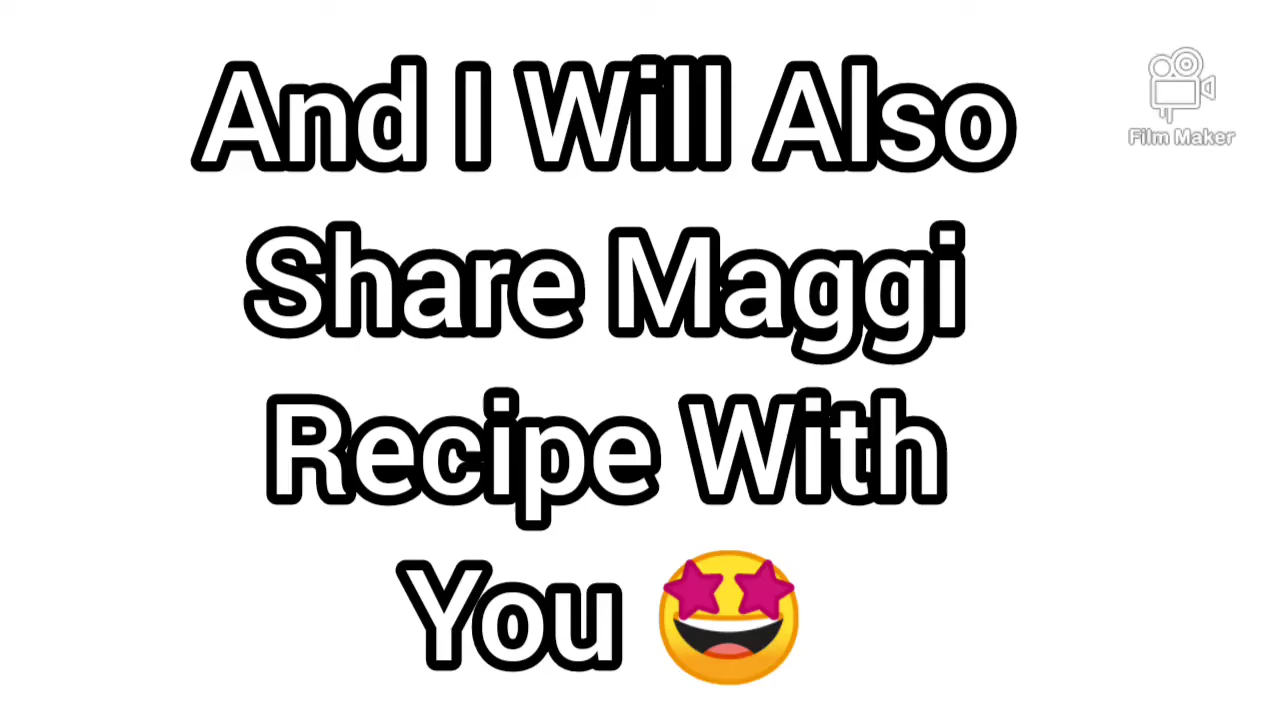 And I Will Also
Film Maker
Share Maggi
Recipe With
You 🤩